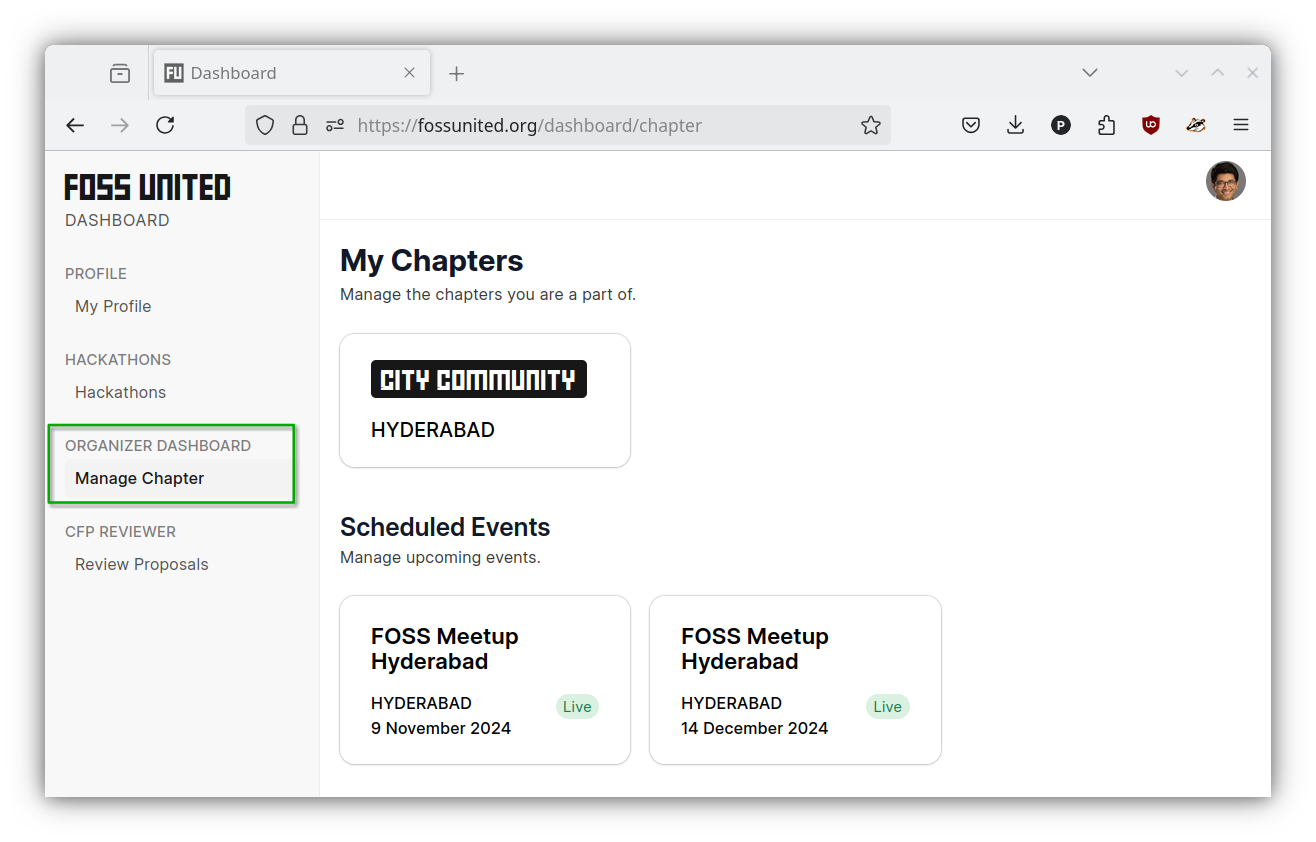 FU Dashboard
https://fossunited.org/dashboard/chapter
P
UO
FOSS UNITED
DASHBOARD
PROFILE
My Profile
HACKATHONS
Hackathons
ORGANIZER DASHBOARD
Manage Chapter
CFP REVIEWER
Review Proposals
My Chapters
Manage the chapters you are a part of.
CITY COMMUNITY
HYDERABAD
Scheduled Events
Manage upcoming events.
FOSS Meetup
Hyderabad
HYDERABAD
Live
9 November 2024
FOSS Meetup
Hyderabad
HYDERABAD
Live
14 December 2024